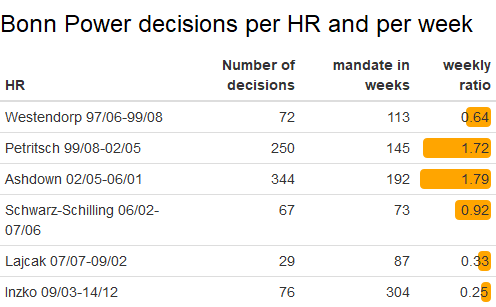 Bonn Power decisions per HR and per week
HR Number of decisions mandate in weeks weekly ratio
Westendorp 97/06-99/08 72 113 0.64
Petritsch 99/08-02/05 250 145 1.72
Ashdown 02/05-06/01 344 192 1.79
Schwarz-Schilling 06/02- 67 73 0.92
07/06
Lajcak 07/07-09/02 29 87 0.33
Inzko 09/03-14/12 76 304 0.25